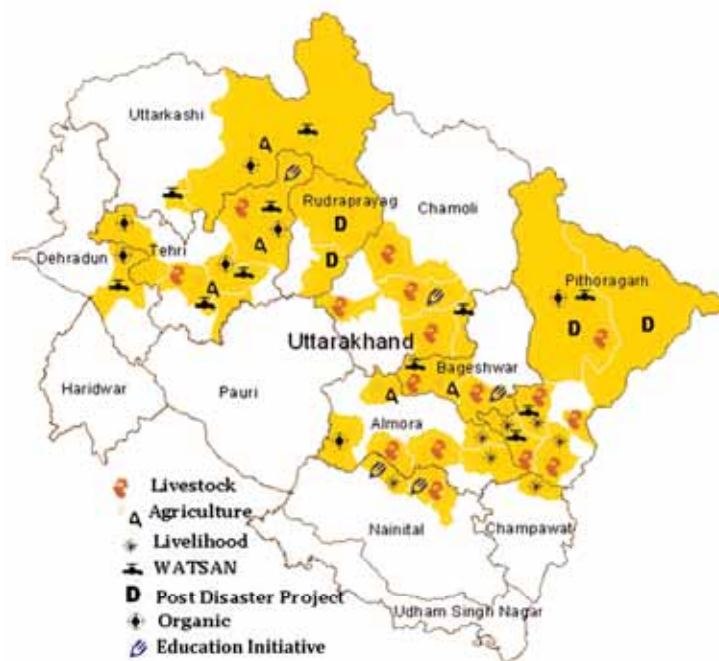 Uttarkashi
Rudraprayag
Chamoli
Dehradun
Tehri
D
D
Pithoragarh
D
D
Uttarakhand
Haridwar
Pauri
Bageshwar
Almora
Nainital
Champawat
Udham Singh Nagar
Livestock
Agriculture
Livelihood
WATSAN
D Post Disaster Project
Organic
Education Initiative